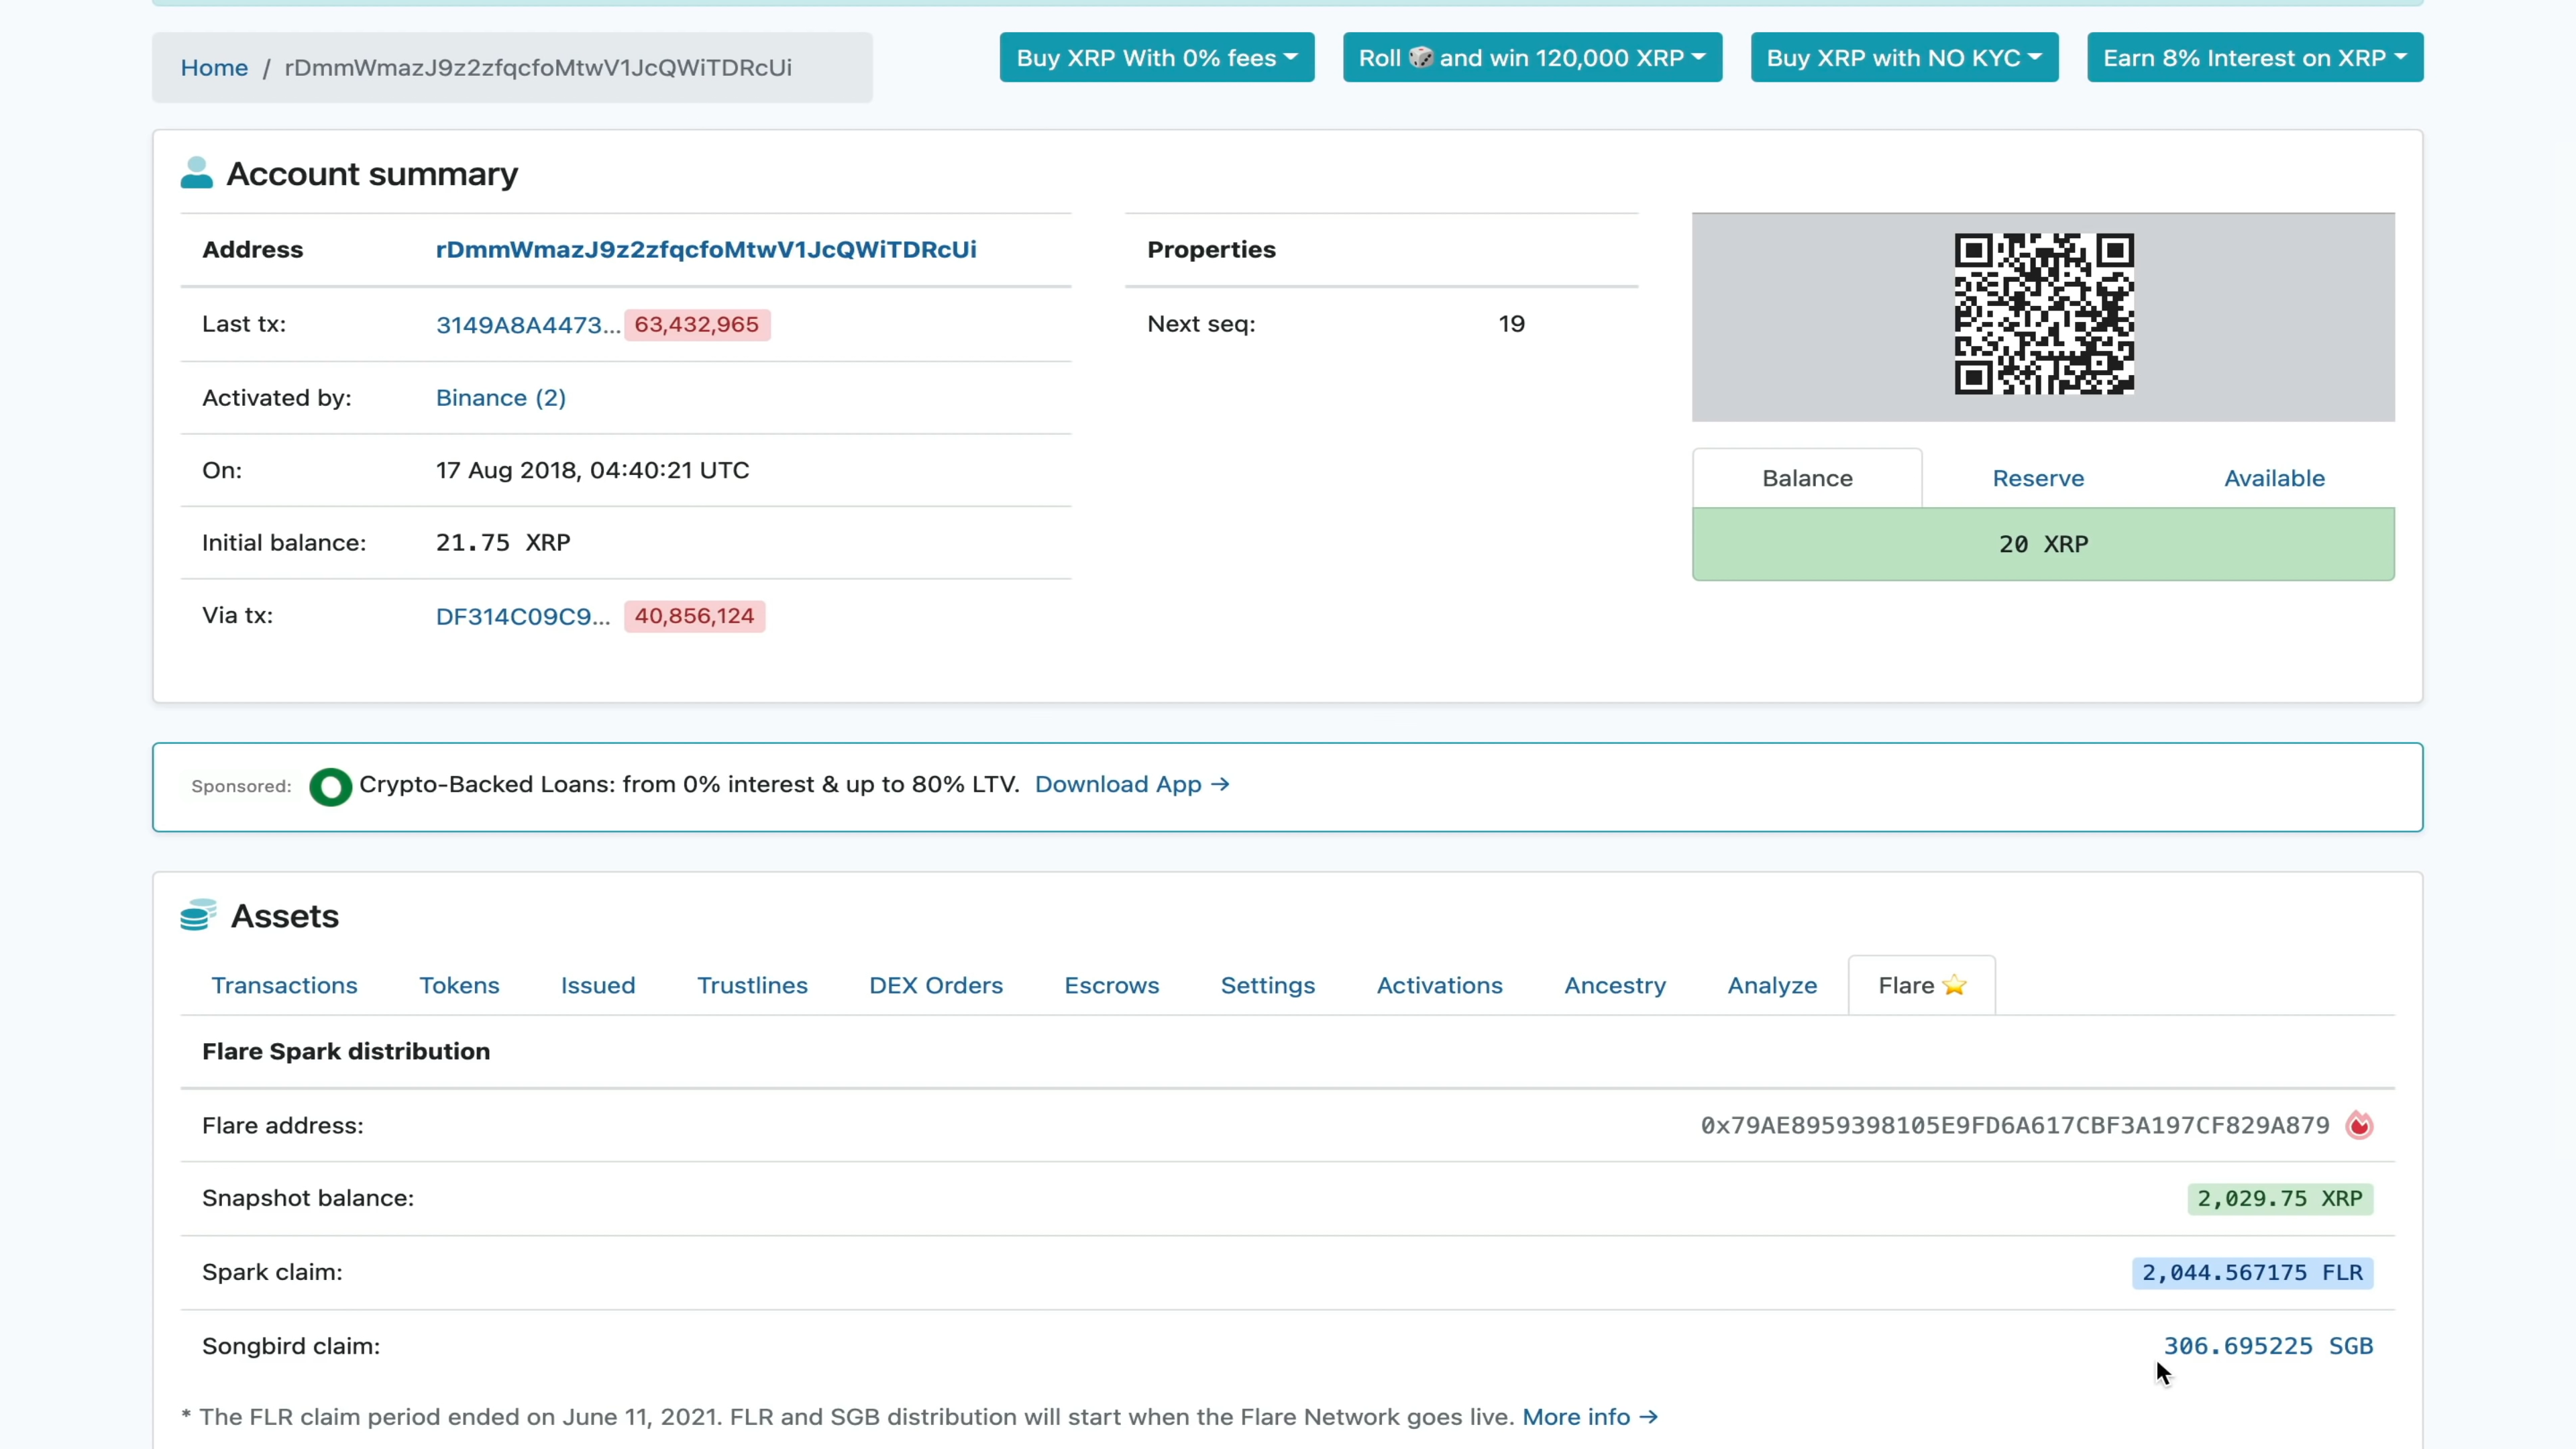 Home / rDmmWmazJ9z2zfqcfoMtwV1JcQWiTDRcUi
Buy XRP With 0% fees
Roll 🎲 and win 120,000 XRP
Buy XRP with NO KYC
Earn 8% Interest on XRP
Account summary
Address rDmmWmazJ9z2zfqcfoMtwV1JcQWiTDRcUi
Last tx: 3149A8A4473... 63,432,965
Activated by: Binance (2)
On: 17 Aug 2018, 04:40:21 UTC
Initial balance: 21.75 XRP
Via tx: DF314C09C9... 40,856,124
Properties
Next seq: 19
Balance Reserve Available
20 XRP
Sponsored: Crypto-Backed Loans: from 0% interest & up to 80% LTV. Download App →
Assets
Transactions Tokens Issued Trustlines DEX Orders Escrows Settings Activations Ancestry Analyze Flare ⭐
Flare Spark distribution
Flare address: 0x79AE8959398105E9FD6A617CBF3A197CF829A879
Snapshot balance: 2,029.75 XRP
Spark claim: 2,044.567175 FLR
Songbird claim: 306.695225 SGB
* The FLR claim period ended on June 11, 2021. FLR and SGB distribution will start when the Flare Network goes live. More info →